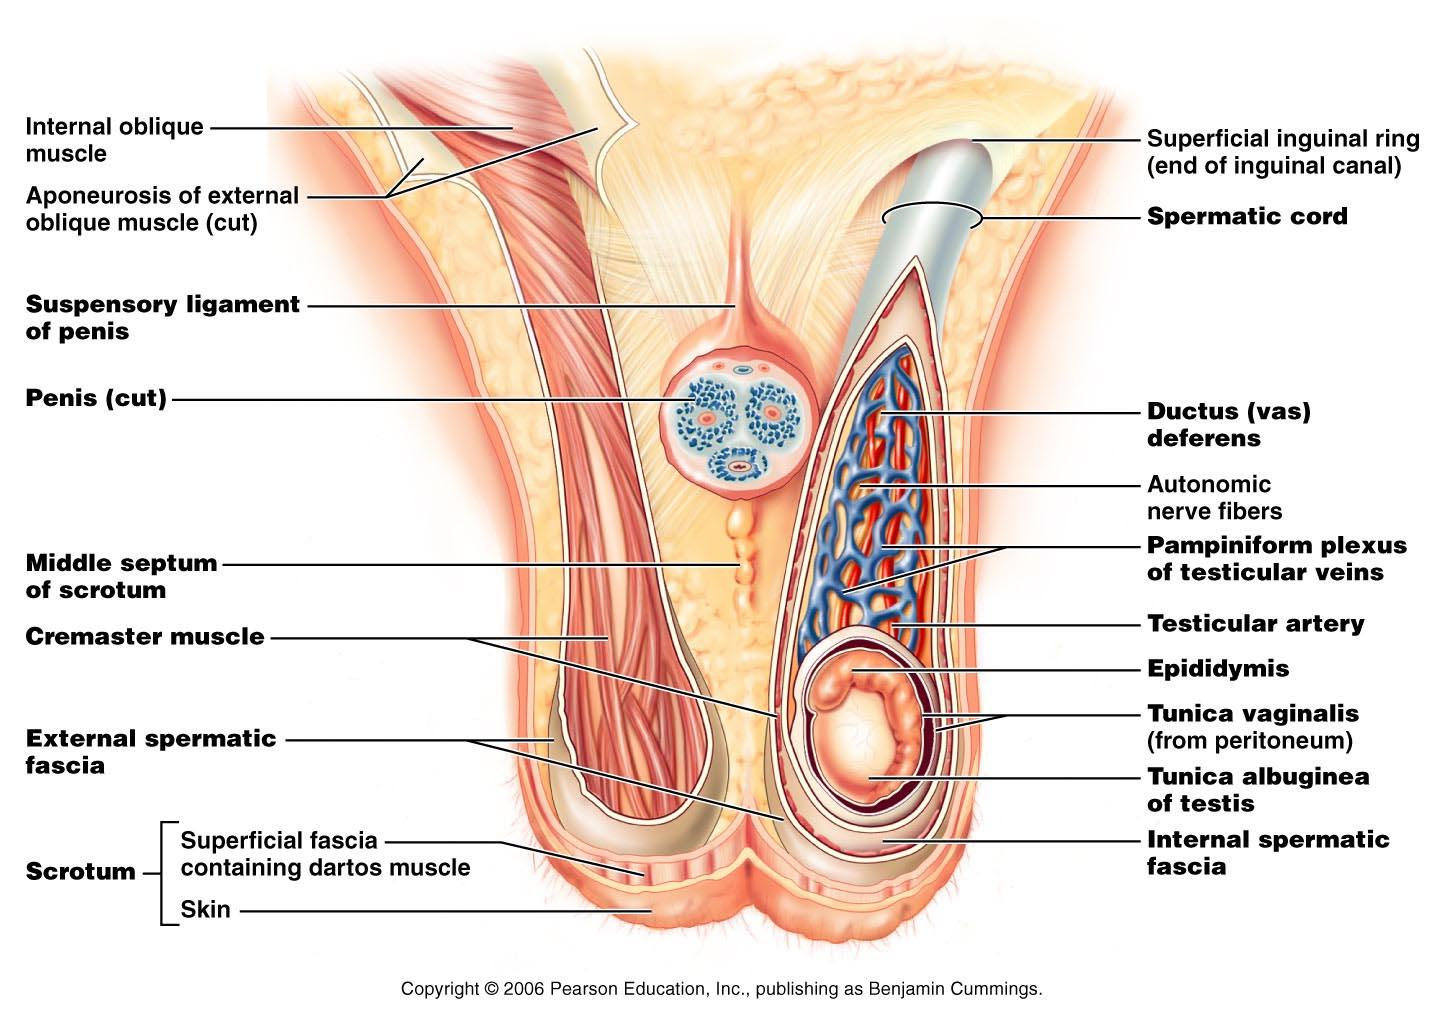 Internal oblique
muscle
Aponeurosis of external
oblique muscle (cut)
Suspensory ligament
of penis
Penis (cut)
Middle septum
of scrotum
Cremaster muscle
External spermatic
fascia
Scrotum
Superficial fascia
containing dartos muscle
Skin
Superficial inguinal ring
(end of inguinal canal)
Spermatic cord
Ductus (vas)
deferens
Autonomic
nerve fibers
Pampiniform plexus
of testicular veins
Testicular artery
Epididymis
Tunica vaginalis
(from peritoneum)
Tunica albuginea
of testis
Internal spermatic
fascia
Copyright © 2006 Pearson Education, Inc., publishing as Benjamin Cummings.